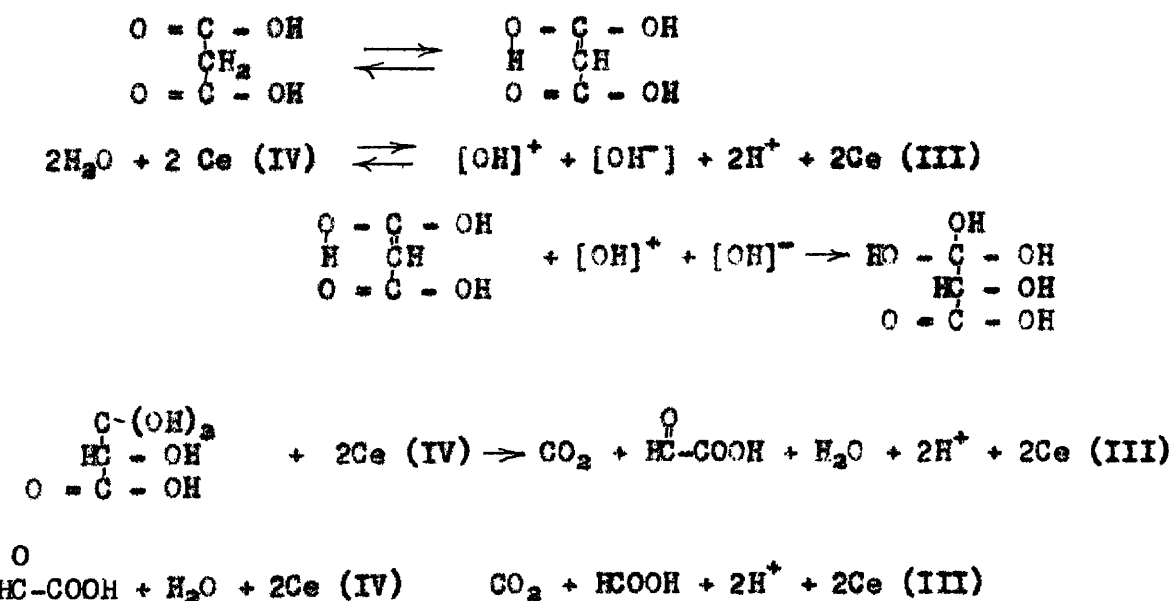 O = C - OH O - C - OH
CH₂ ⇌ H CH
O = C - OH O = C - OH
2H₂O + 2 Ce (IV) ⇌ [OH]⁺ + [OH⁻] + 2H⁺ + 2Ce (III)
OH
O - C - OH HO - C - OH
H CH + [OH]⁺ + [OH]⁻ → HC - OH
O = C - OH O = C - OH
C-(OH)₃ O
HC - OH + 2Ce (IV) → CO₂ + HC-COOH + H₂O + 2H⁺ + 2Ce (III)
O = C - OH
O
HC-COOH + H₂O + 2Ce (IV) CO₂ + HCOOH + 2H⁺ + 2Ce (III)